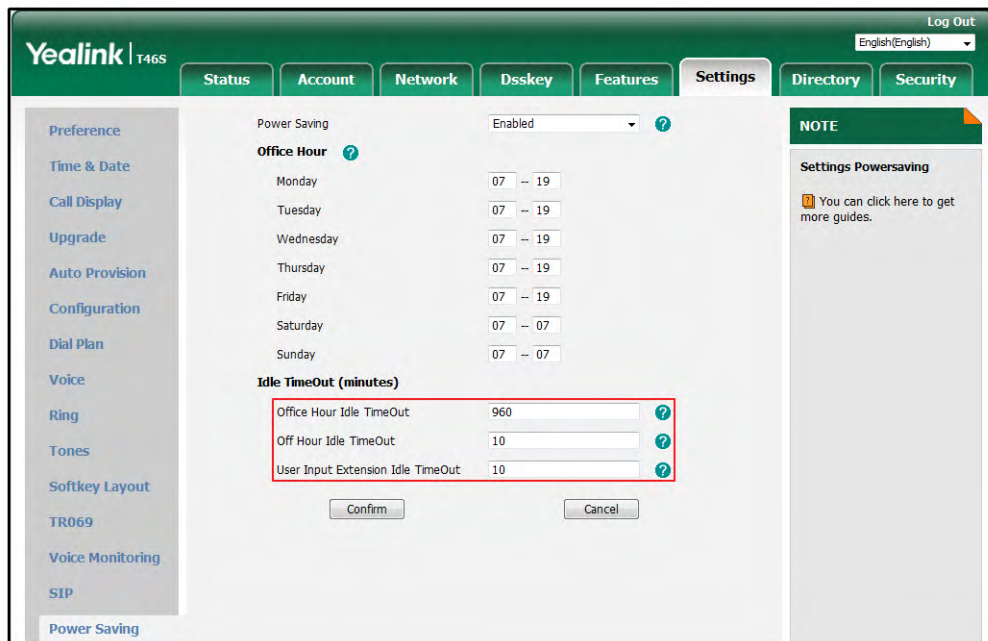 Log Out
English(English)
Yealink | T46S
Status Account Network Dsskey Features Settings Directory Security
Preference
Time & Date
Call Display
Upgrade
Auto Provision
Configuration
Dial Plan
Voice
Ring
Tones
Softkey Layout
TR069
Voice Monitoring
SIP
Power Saving
Power Saving Enabled ?
Office Hour ?
Monday 07 -- 19
Tuesday 07 -- 19
Wednesday 07 -- 19
Thursday 07 -- 19
Friday 07 -- 19
Saturday 07 -- 07
Sunday 07 -- 07
Idle TimeOut (minutes)
Office Hour Idle TimeOut 960 ?
Off Hour Idle TimeOut 10 ?
User Input Extension Idle TimeOut 10 ?
Confirm Cancel
NOTE
Settings Powersaving
? You can click here to get
more guides.